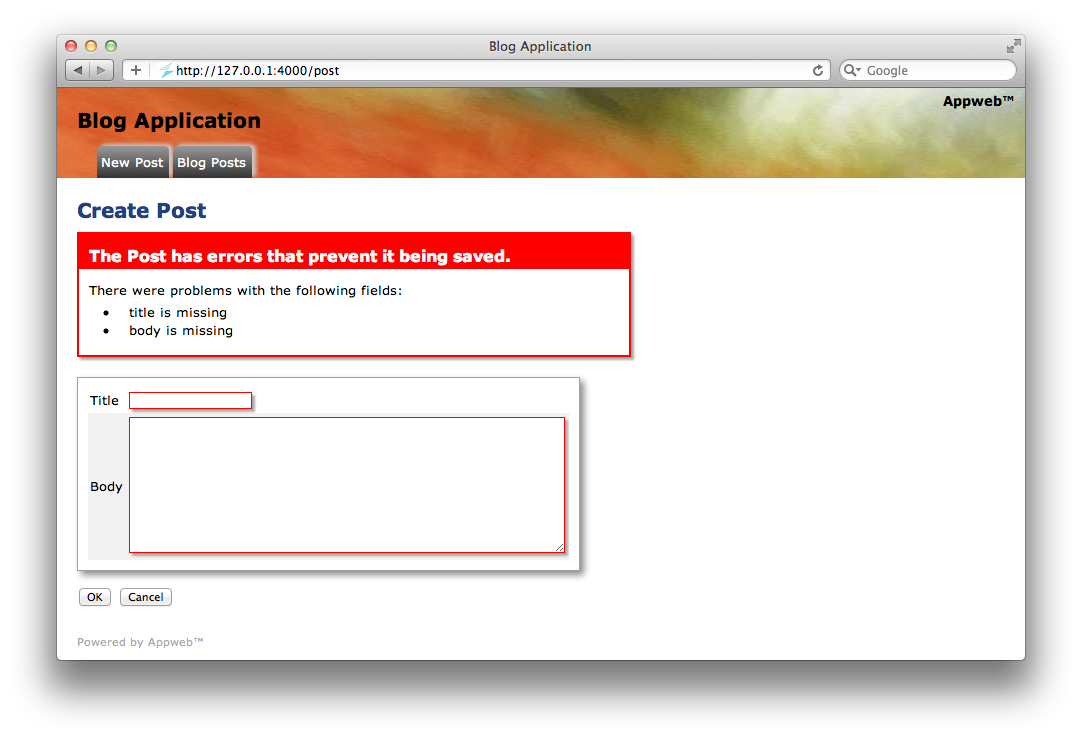 Blog Application
http://127.0.0.1:4000/post
Google
Appweb™
Blog Application
New Post
Blog Posts
Create Post
The Post has errors that prevent it being saved.
There were problems with the following fields:
• title is missing
• body is missing
Title
Body
OK
Cancel
Powered by Appweb™